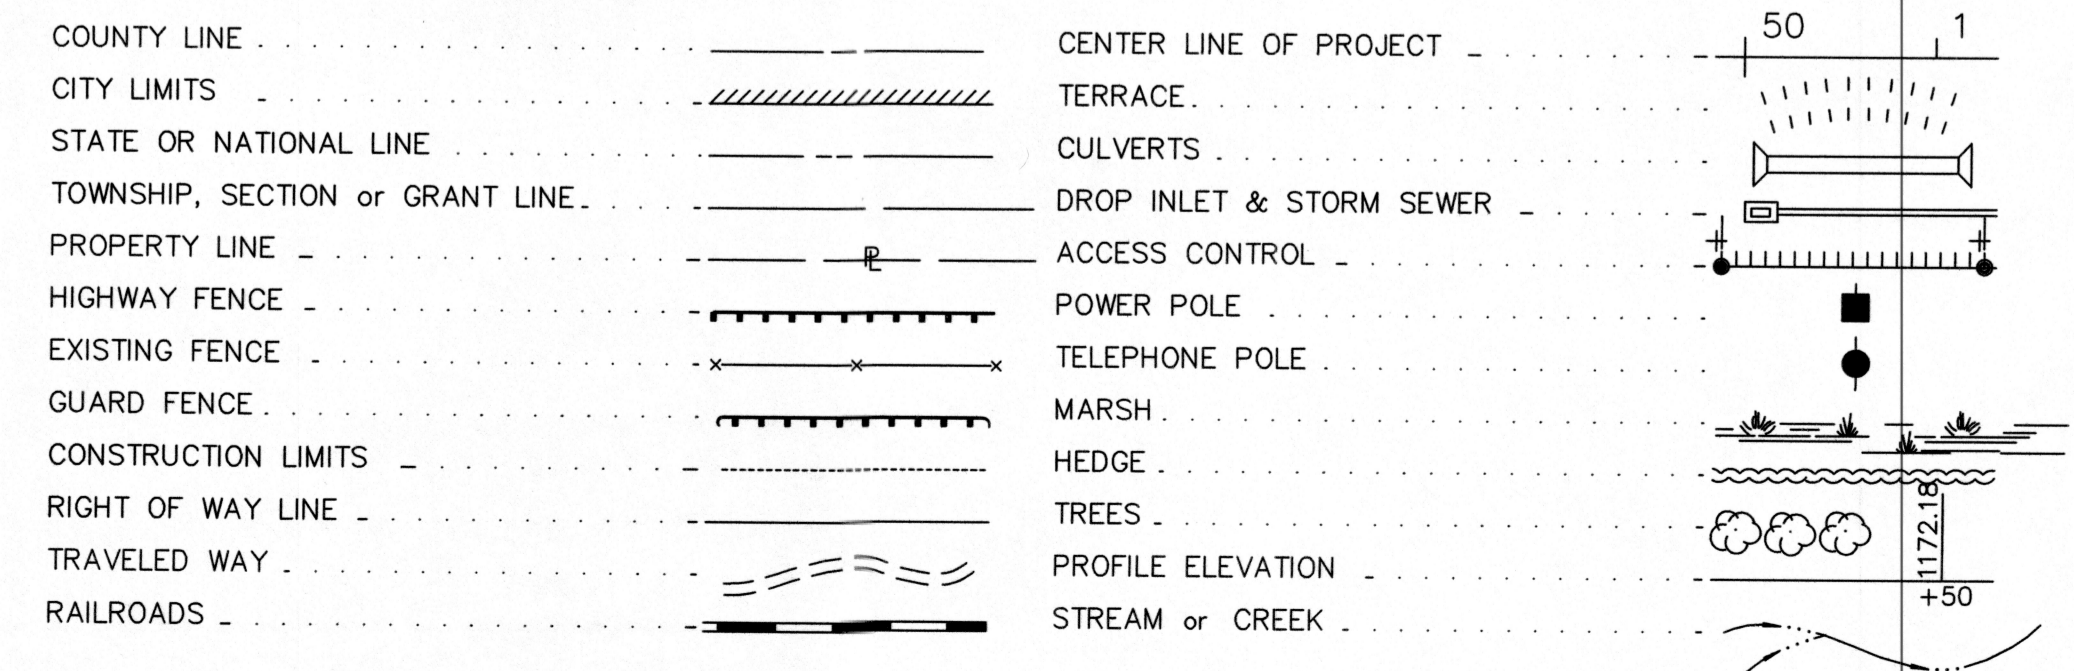 COUNTY LINE
CITY LIMITS
STATE OR NATIONAL LINE
TOWNSHIP, SECTION or GRANT LINE
PROPERTY LINE
PL
HIGHWAY FENCE
EXISTING FENCE
GUARD FENCE
CONSTRUCTION LIMITS
RIGHT OF WAY LINE
TRAVELED WAY
RAILROADS
CENTER LINE OF PROJECT
50 1
TERRACE
CULVERTS
DROP INLET & STORM SEWER
ACCESS CONTROL
POWER POLE
TELEPHONE POLE
MARSH
HEDGE
TREES
PROFILE ELEVATION
1172.18
+50
STREAM or CREEK